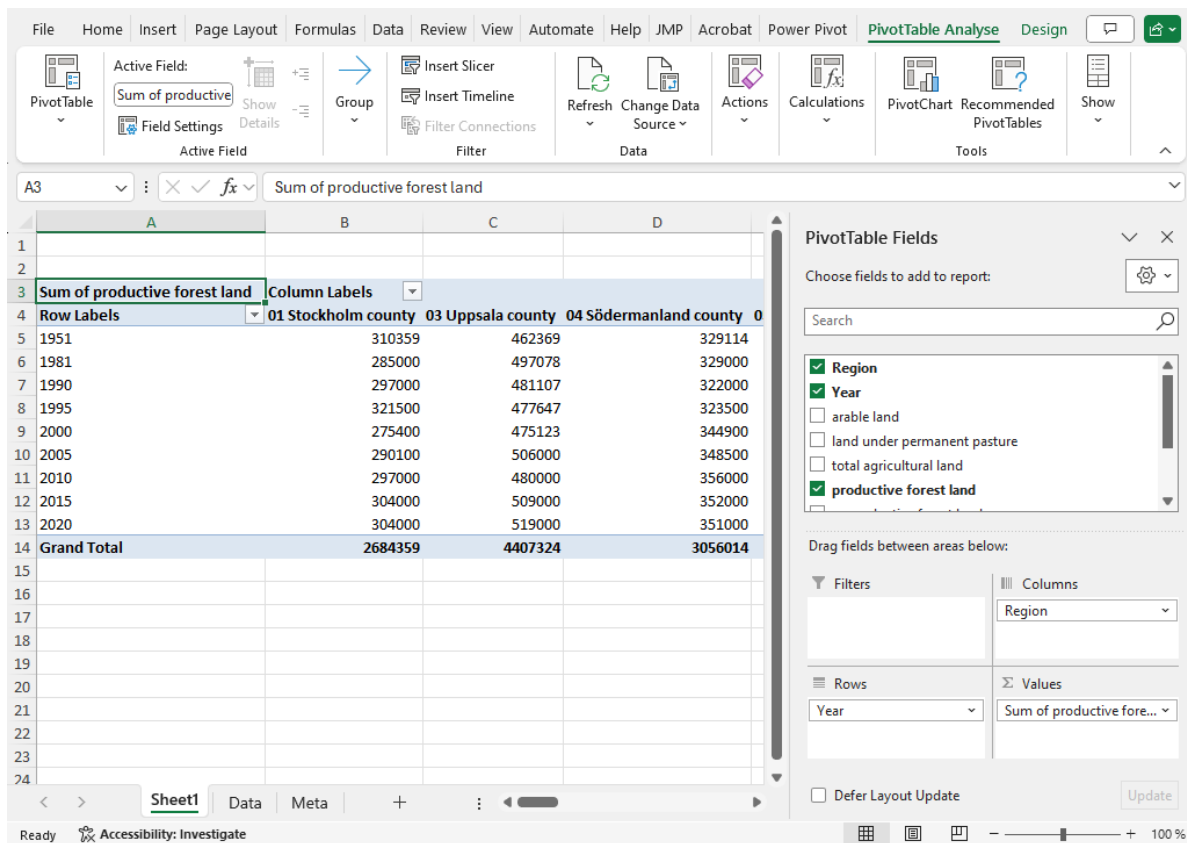 File Home Insert Page Layout Formulas Data Review View Automate Help JMP Acrobat Power Pivot PivotTable Analyse Design
PivotTable
Active Field:
Sum of productive
Field Settings
Show Details
Active Field
Group
Insert Slicer
Insert Timeline
Filter Connections
Filter
Refresh
Change Data Source
Data
Actions
Calculations
PivotChart
Recommended PivotTables
Tools
Show
A3 fx Sum of productive forest land
A B C D
1
2
3 Sum of productive forest land Column Labels
4 Row Labels 01 Stockholm county 03 Uppsala county 04 Södermanland county 0
5 1951 310359 462369 329114
6 1981 285000 497078 329000
7 1990 297000 481107 322000
8 1995 321500 477647 323500
9 2000 275400 475123 344900
10 2005 290100 506000 348500
11 2010 297000 480000 356000
12 2015 304000 509000 352000
13 2020 304000 519000 351000
14 Grand Total 2684359 4407324 3056014
15
16
17
18
19
20
21
22
23
24
Sheet1 Data Meta
Ready Accessibility: Investigate
PivotTable Fields
Choose fields to add to report:
Search
Region
Year
arable land
land under permanent pasture
total agricultural land
productive forest land
Drag fields between areas below:
Filters
Columns
Region
Rows
Year
Σ Values
Sum of productive fore...
Defer Layout Update
Update
100 %